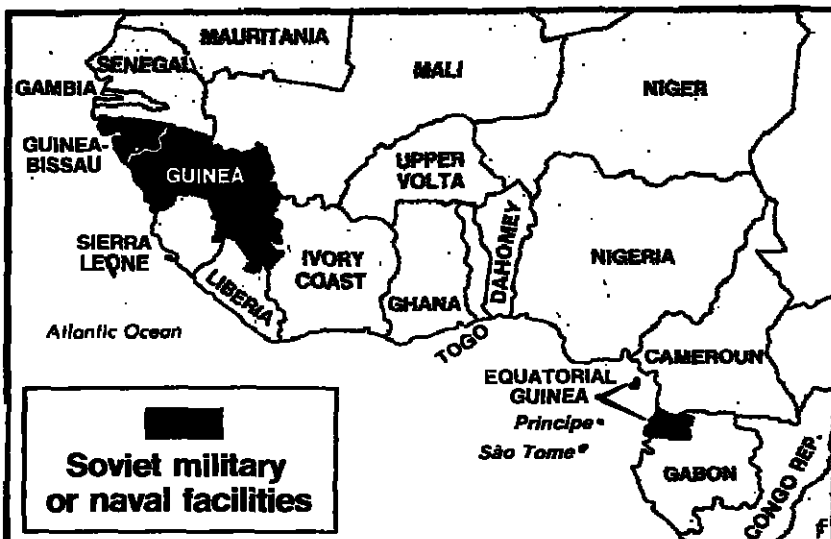 MAURITANIA
SENEGAL
MALI
GAMBIA
NIGER
GUINEA-
BISSAU
GUINEA
UPPER
VOLTA
DAHOMEY
SIERRA
LEONE
IVORY
COAST
NIGERIA
LIBERIA
GHANA
Atlantic Ocean
TOGO
CAMEROUN
EQUATORIAL
GUINEA
Principe
São Tome
GABON
CONGO REP.
Soviet military
or naval facilities